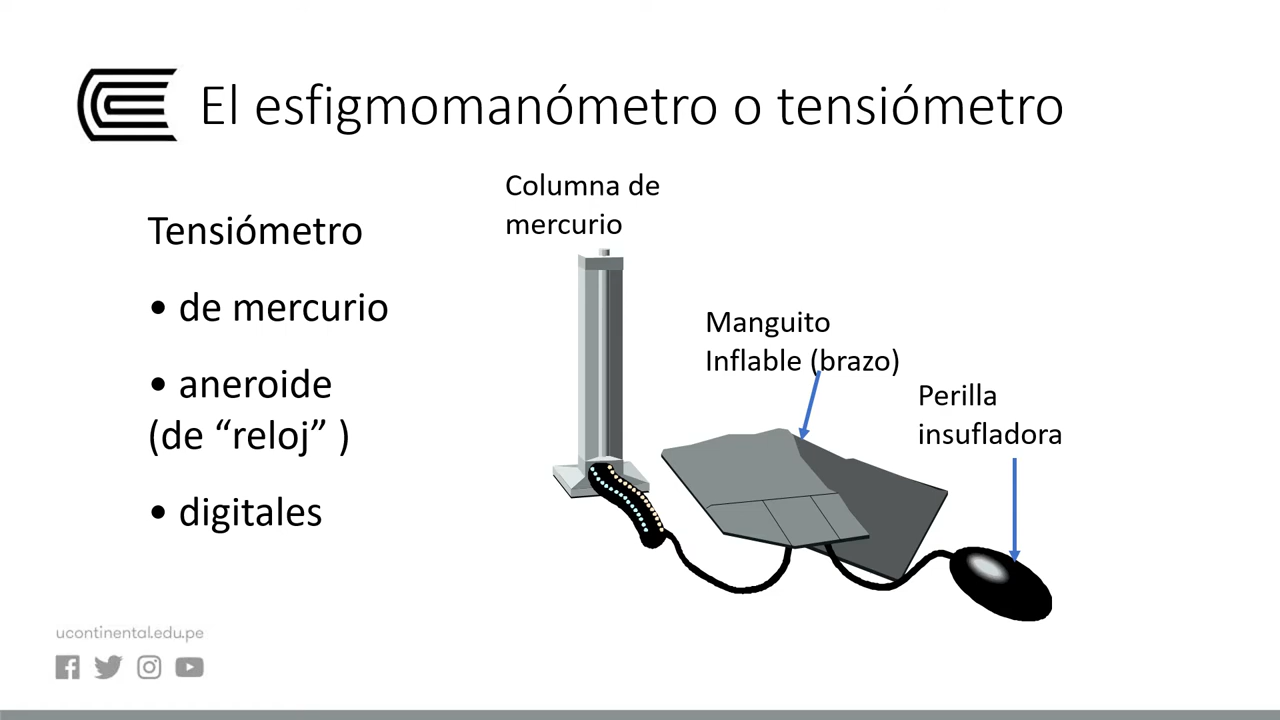 El esfigmomanómetro o tensiómetro
Tensiómetro
• de mercurio
• aneroide
(de “reloj” )
• digitales
Columna de
mercurio
Manguito
Inflable (brazo)
Perilla
insufladora
ucontinental.edu.pe